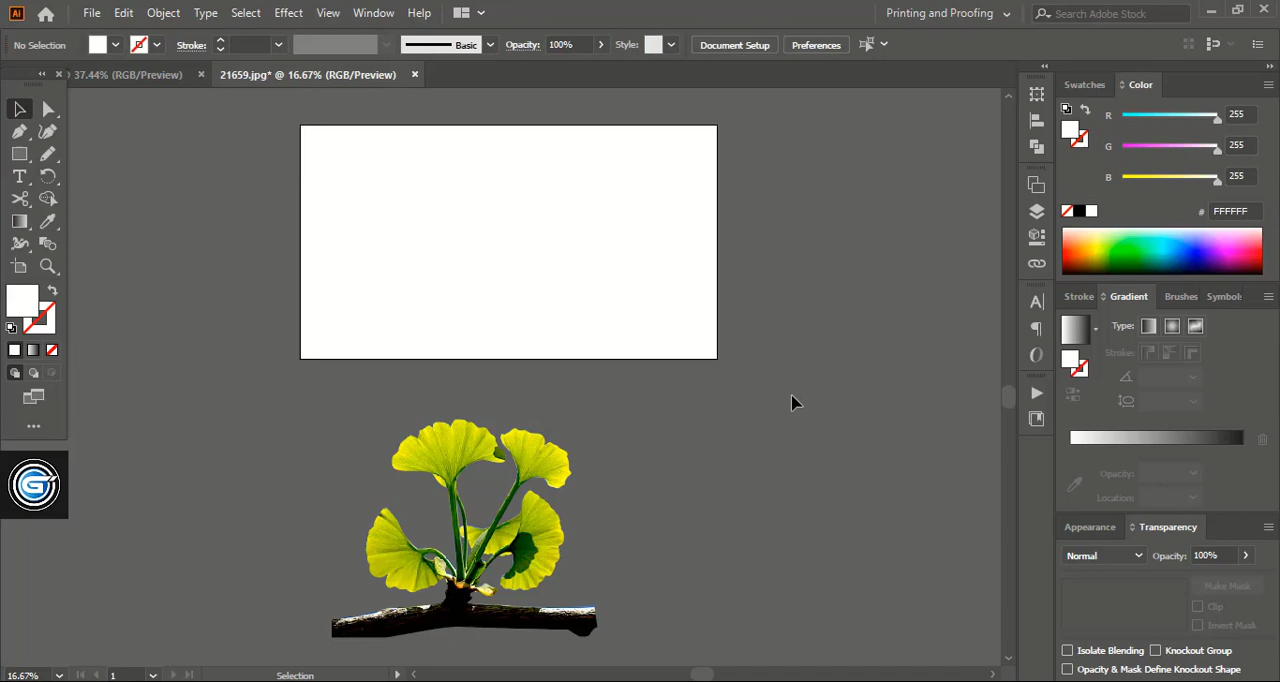 Ai File Edit Object Type Select Effect View Window Help Printing and Proofing Search Adobe Stock
No Selection Stroke: Basic Opacity: 100% Style: Document Setup Preferences
37.44% (RGB/Preview) × 21659.jpg* @ 16.67% (RGB/Preview) ×
Swatches Color
R 255
G 255
B 255
# FFFFFF
Stroke Gradient Brushes Symbol
Type:
Stroke:
Opacity:
Location:
Appearance Transparency
Normal Opacity: 100%
Make Mask
Clip
Invert Mask
Isolate Blending Knockout Group
Opacity & Mask Define Knockout Shape
16.67% 1 Selection